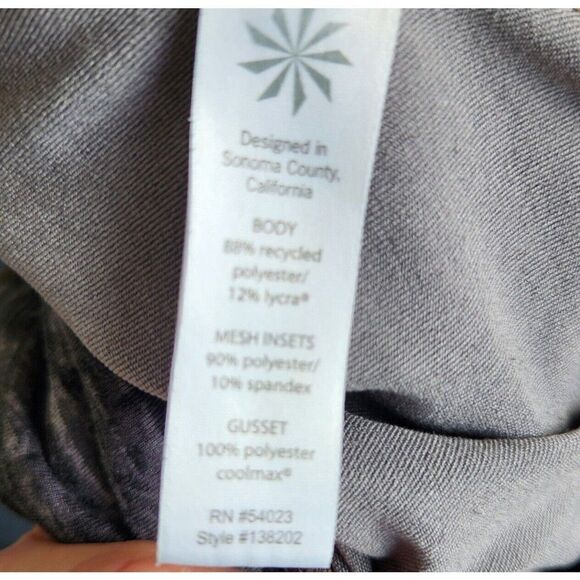 Designed in
Sonoma County,
California
BODY
88% recycled
polyester/
12% lycra®
MESH INSETS
90% polyester/
10% spandex
GUSSET
100% polyester
coolmax®
RN #54023
Style #138202